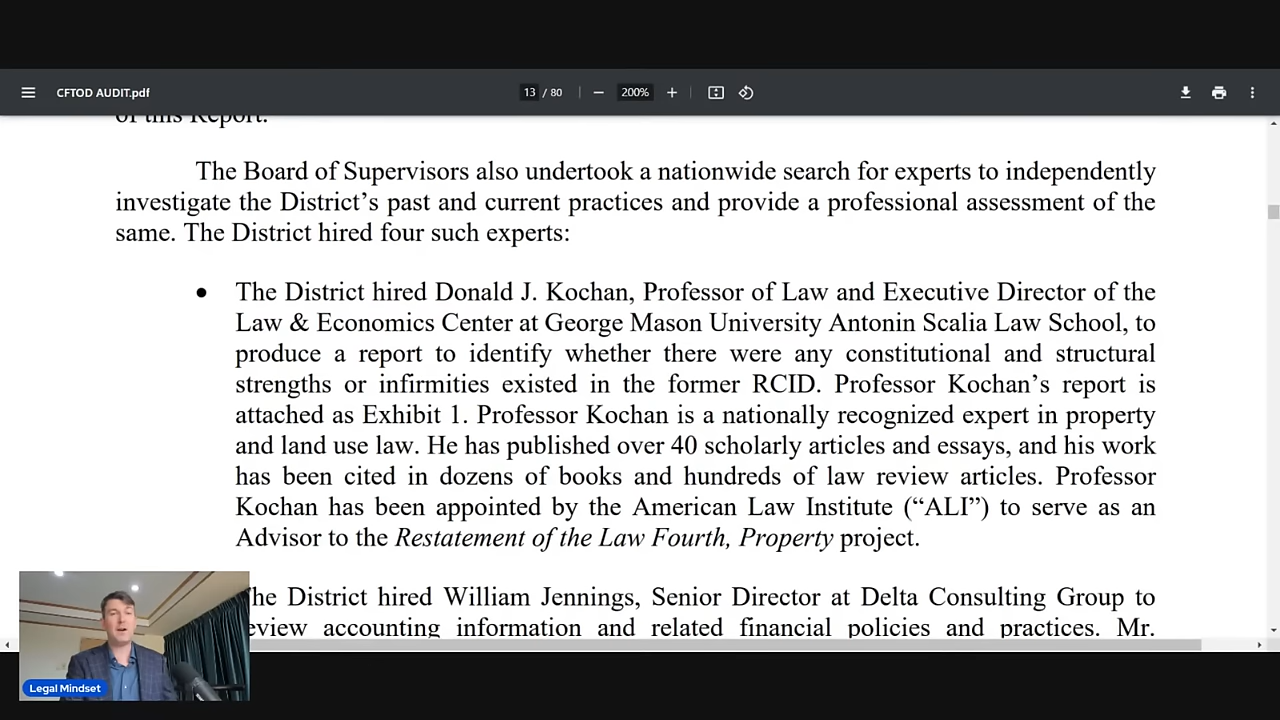 CFTOD AUDIT.pdf
13 / 80
200%
of this Report.
The Board of Supervisors also undertook a nationwide search for experts to independently
investigate the District’s past and current practices and provide a professional assessment of the
same. The District hired four such experts:
• The District hired Donald J. Kochan, Professor of Law and Executive Director of the
Law & Economics Center at George Mason University Antonin Scalia Law School, to
produce a report to identify whether there were any constitutional and structural
strengths or infirmities existed in the former RCID. Professor Kochan’s report is
attached as Exhibit 1. Professor Kochan is a nationally recognized expert in property
and land use law. He has published over 40 scholarly articles and essays, and his work
has been cited in dozens of books and hundreds of law review articles. Professor
Kochan has been appointed by the American Law Institute (“ALI”) to serve as an
Advisor to the Restatement of the Law Fourth, Property project.
The District hired William Jennings, Senior Director at Delta Consulting Group to
review accounting information and related financial policies and practices. Mr.
Legal Mindset